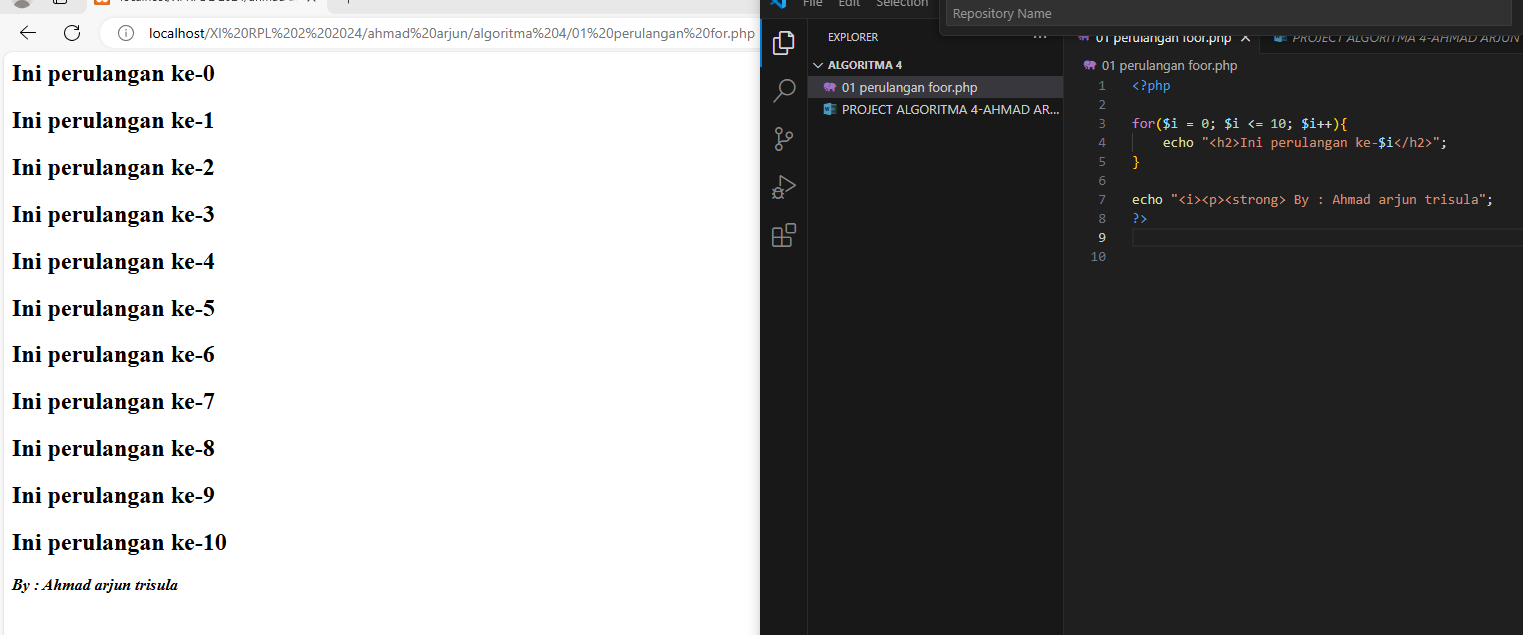 localhost/XI%20RPL%202%202024/ahmad%20arjun/algoritma%204/01%20perulangan%20for.php
Ini perulangan ke-0
Ini perulangan ke-1
Ini perulangan ke-2
Ini perulangan ke-3
Ini perulangan ke-4
Ini perulangan ke-5
Ini perulangan ke-6
Ini perulangan ke-7
Ini perulangan ke-8
Ini perulangan ke-9
Ini perulangan ke-10
By : Ahmad arjun trisula
File Edit Selection
Repository Name
EXPLORER ...
ALGORITMA 4
01 perulangan foor.php
PROJECT ALGORITMA 4-AHMAD AR...
01 perulangan foor.php PROJECT ALGORITMA 4-AHMAD ARJUN
01 perulangan foor.php
1 <?php
2
3 for($i = 0; $i <= 10; $i++){
4 echo "<h2>Ini perulangan ke-$i</h2>";
5 }
6
7 echo "<i><p><strong> By : Ahmad arjun trisula";
8 ?>
9
10